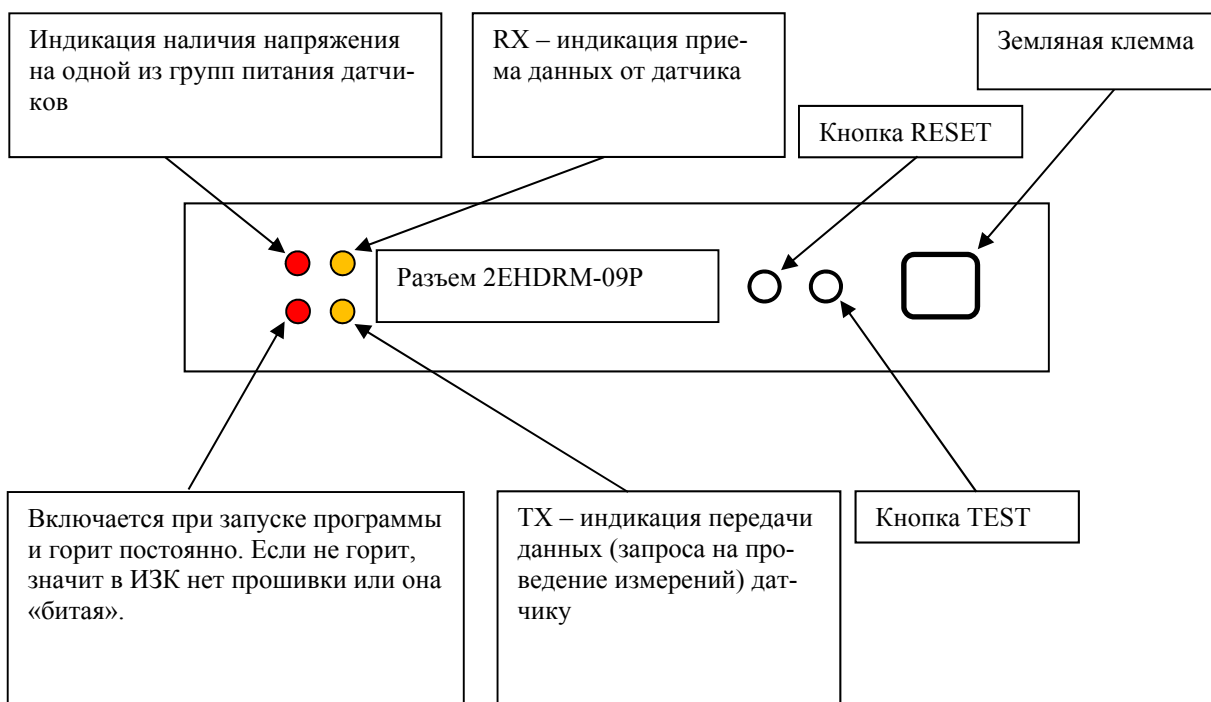 Индикация наличия напряжения
на одной из групп питания датчи-
ков
RX – индикация прие-
ма данных от датчика
Земляная клемма
Кнопка RESET
Разъем 2EHDRM-09P
Включается при запуске программы
и горит постоянно. Если не горит,
значит в ИЗК нет прошивки или она
«битая».
TX – индикация передачи
данных (запроса на про-
ведение измерений) дат-
чику
Кнопка TEST